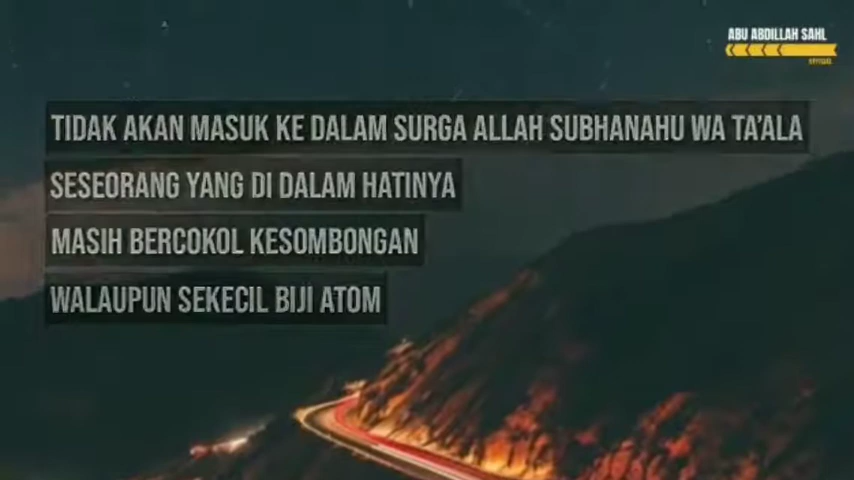 ABU ABDILLAH SAHL
TIDAK AKAN MASUK KE DALAM SURGA ALLAH SUBHANAHU WA TA'ALA
SESEORANG YANG DI DALAM HATINYA
MASIH BERCOKOL KESOMBONGAN
WALAUPUN SEKECIL BIJI ATOM